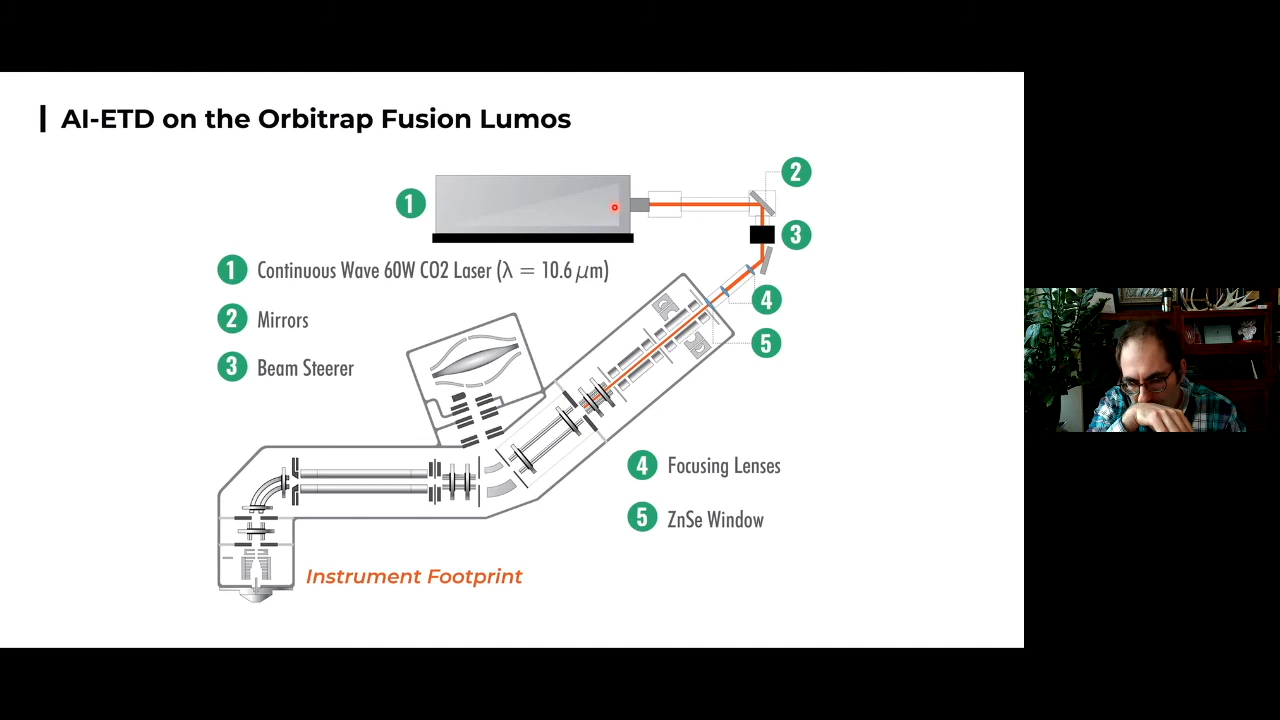 AI-ETD on the Orbitrap Fusion Lumos
1
2
3
4
5
1 Continuous Wave 60W CO2 Laser (λ = 10.6 μm)
2 Mirrors
3 Beam Steerer
4 Focusing Lenses
5 ZnSe Window
Instrument Footprint